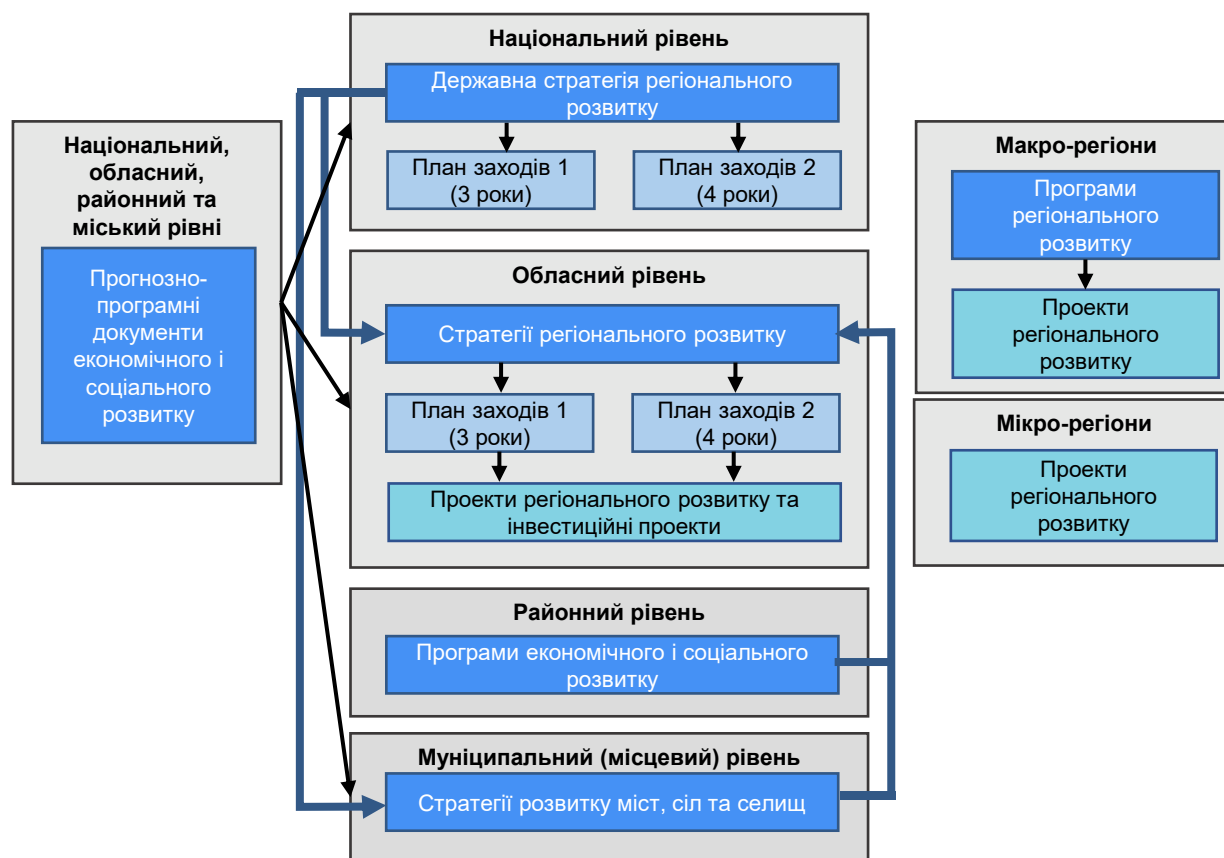 Національний рівень
Державна стратегія регіонального
розвитку
План заходів 1
(3 роки)
План заходів 2
(4 роки)
Національний,
обласний,
районний та
міський рівні
Прогнозно-
програмні
документи
економічного і
соціального
розвитку
Обласний рівень
Стратегії регіонального розвитку
План заходів 1
(3 роки)
План заходів 2
(4 роки)
Проекти регіонального розвитку та
інвестиційні проекти
Районний рівень
Програми економічного і соціального
розвитку
Муніципальний (місцевий) рівень
Стратегії розвитку міст, сіл та селищ
Макро-регіони
Програми
регіонального
розвитку
Проекти
регіонального
розвитку
Мікро-регіони
Проекти
регіонального
розвитку